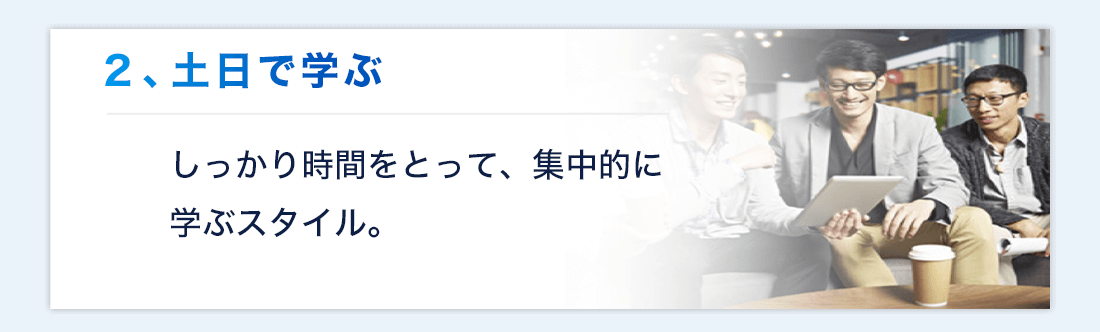 2、土日で学ぶ
しっかり時間をとって、集中的に
学ぶスタイル。